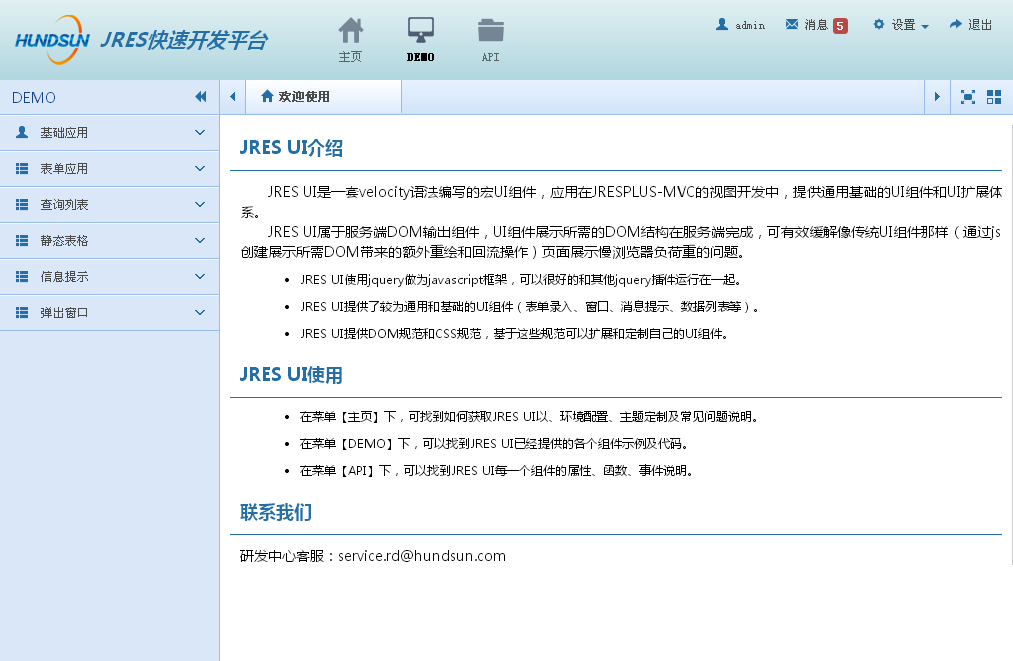 HUNDSUN JRES快速开发平台
主页
DEMO
API
admin
消息 5
设置
退出
DEMO
欢迎使用
基础应用
表单应用
查询列表
静态表格
信息提示
弹出窗口
JRES UI介绍
JRES UI是一套velocity语法编写的宏UI组件，应用在JRESPLUS-MVC的视图开发中，提供通用基础的UI组件和UI扩展体
系。
JRES UI属于服务端DOM输出组件，UI组件展示所需的DOM结构在服务端完成，可有效缓解像传统UI组件那样（通过js
创建展示所需DOM带来的额外重绘和回流操作）页面展示慢浏览器负荷重的问题。
• JRES UI使用jquery做为javascript框架，可以很好的和其他jquery插件运行在一起。
• JRES UI提供了较为通用和基础的UI组件（表单录入、窗口、消息提示、数据列表等）。
• JRES UI提供DOM规范和CSS规范，基于这些规范可以扩展和定制自己的UI组件。
JRES UI使用
• 在菜单【主页】下，可找到如何获取JRES UI以、环境配置、主题定制及常见问题说明。
• 在菜单【DEMO】下，可以找到JRES UI已经提供的各个组件示例及代码。
• 在菜单【API】下，可以找到JRES UI每一个组件的属性、函数、事件说明。
联系我们
研发中心客服：service.rd@hundsun.com